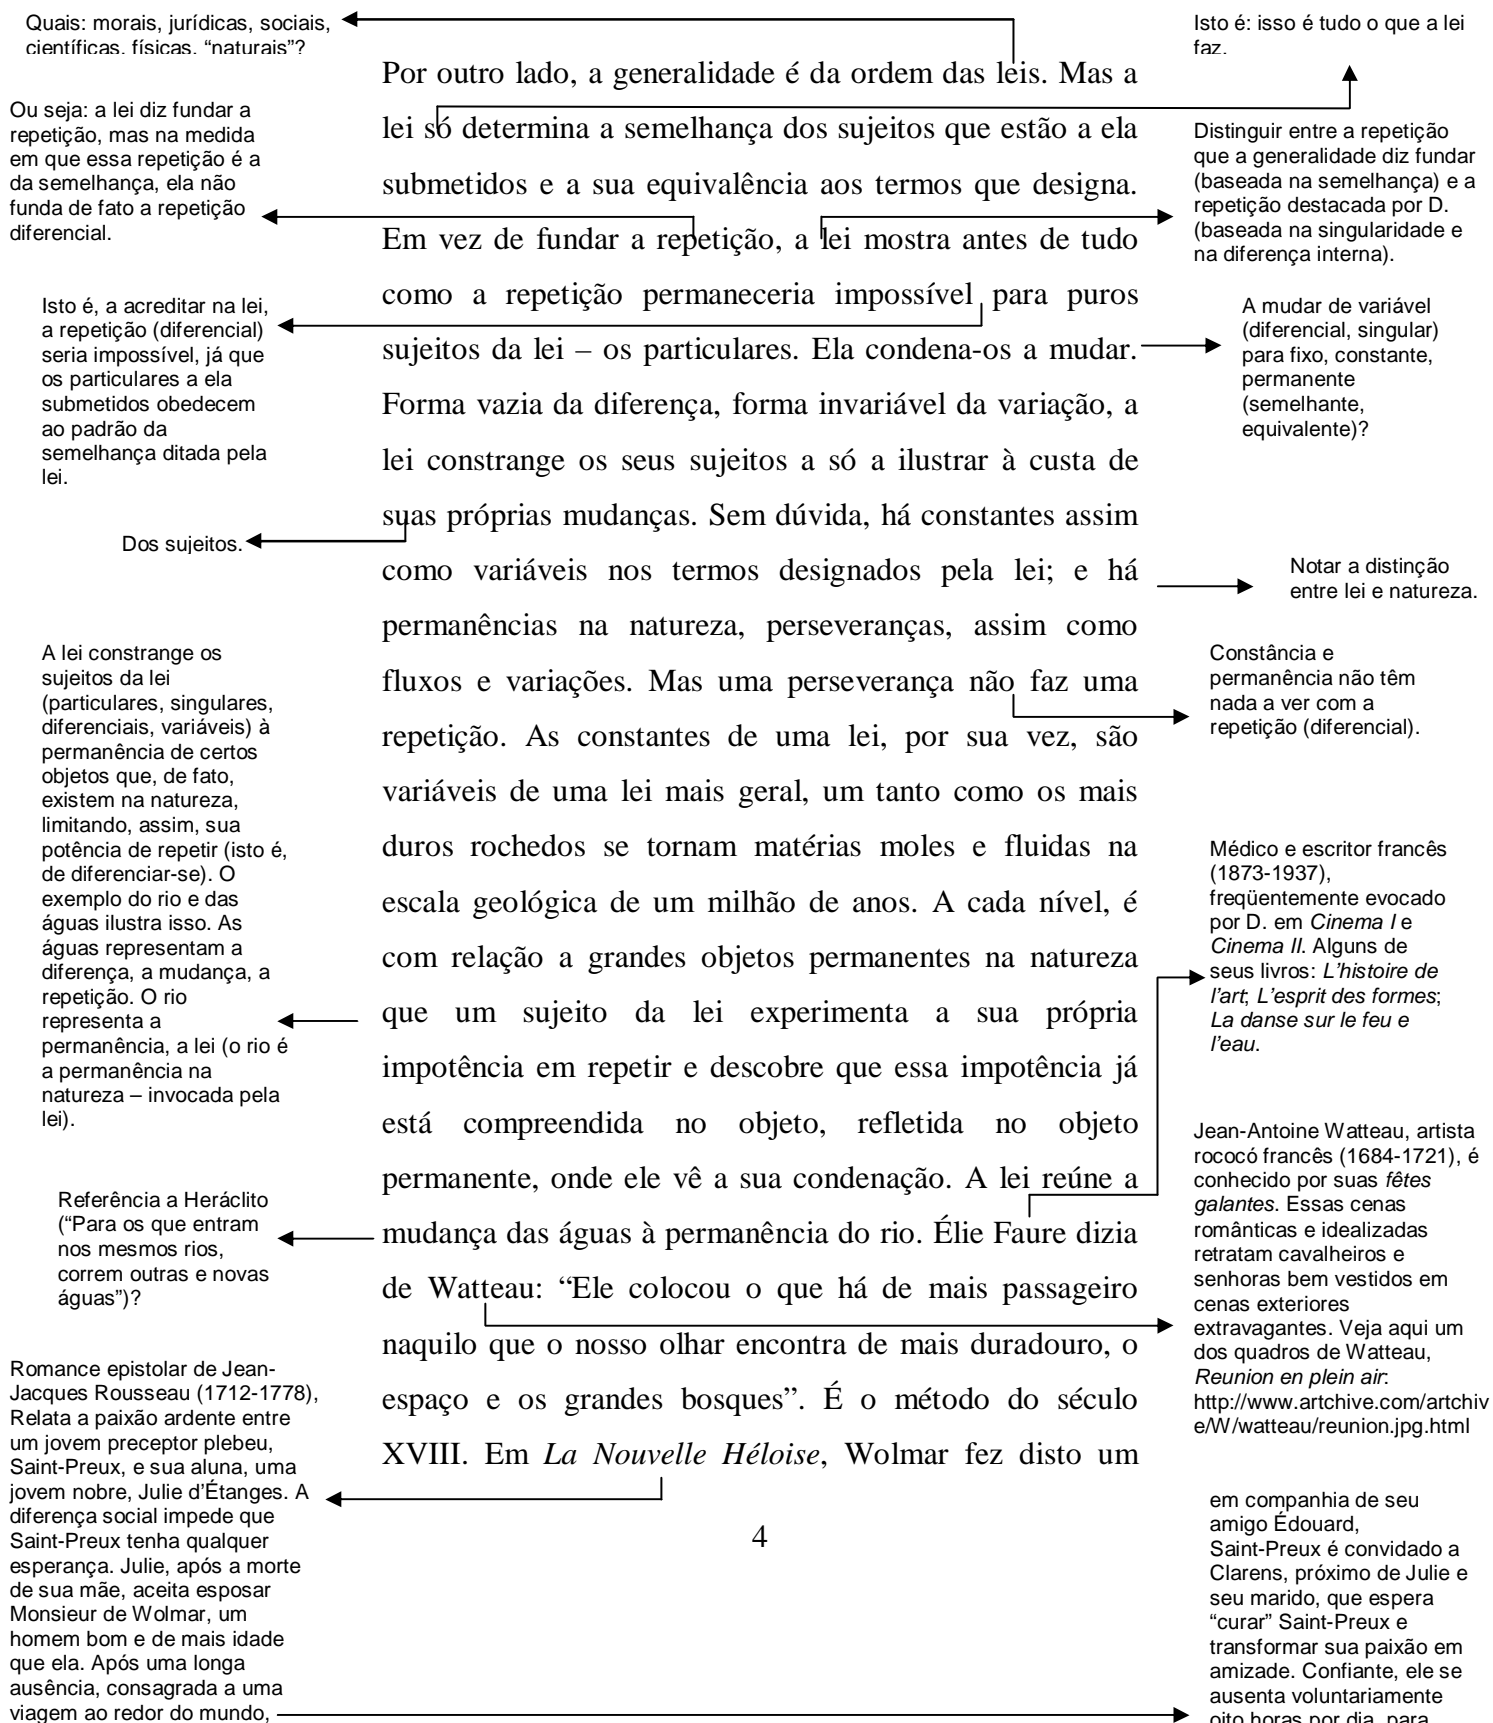 Quais: morais, jurídicas, sociais,
científicas, físicas, “naturais”?
Isto é: isso é tudo o que a lei
faz.
Por outro lado, a generalidade é da ordem das leis. Mas a
lei só determina a semelhança dos sujeitos que estão a ela
submetidos e a sua equivalência aos termos que designa.
Em vez de fundar a repetição, a lei mostra antes de tudo
como a repetição permaneceria impossível para puros
sujeitos da lei – os particulares. Ela condena-os a mudar.
Forma vazia da diferença, forma invariável da variação, a
lei constrange os seus sujeitos a só a ilustrar à custa de
suas próprias mudanças. Sem dúvida, há constantes assim
como variáveis nos termos designados pela lei; e há
permanências na natureza, perseveranças, assim como
fluxos e variações. Mas uma perseverança não faz uma
repetição. As constantes de uma lei, por sua vez, são
variáveis de uma lei mais geral, um tanto como os mais
duros rochedos se tornam matérias moles e fluidas na
escala geológica de um milhão de anos. A cada nível, é
com relação a grandes objetos permanentes na natureza
que um sujeito da lei experimenta a sua própria
impotência em repetir e descobre que essa impotência já
está compreendida no objeto, refletida no objeto
permanente, onde ele vê a sua condenação. A lei reúne a
mudança das águas à permanência do rio. Élie Faure dizia
de Watteau: “Ele colocou o que há de mais passageiro
naquilo que o nosso olhar encontra de mais duradouro, o
espaço e os grandes bosques”. É o método do século
XVIII. Em La Nouvelle Héloise, Wolmar fez disto um
Ou seja: a lei diz fundar a
repetição, mas na medida
em que essa repetição é a
da semelhança, ela não
funda de fato a repetição
diferencial.
Isto é, a acreditar na lei,
a repetição (diferencial)
seria impossível, já que
os particulares a ela
submetidos obedecem
ao padrão da
semelhança ditada pela
lei.
Dos sujeitos.
A lei constrange os
sujeitos da lei
(particulares, singulares,
diferenciais, variáveis) à
permanência de certos
objetos que, de fato,
existem na natureza,
limitando, assim, sua
potência de repetir (isto é,
de diferenciar-se). O
exemplo do rio e das
águas ilustra isso. As
águas representam a
diferença, a mudança, a
repetição. O rio
representa a
permanência, a lei (o rio é
a permanência na
natureza – invocada pela
lei).
Referência a Heráclito
(“Para os que entram
nos mesmos rios,
correm outras e novas
águas”)?
Romance epistolar de Jean-
Jacques Rousseau (1712-1778),
Relata a paixão ardente entre
um jovem preceptor plebeu,
Saint-Preux, e sua aluna, uma
jovem nobre, Julie d’Étanges. A
diferença social impede que
Saint-Preux tenha qualquer
esperança. Julie, após a morte
de sua mãe, aceita esposar
Monsieur de Wolmar, um
homem bom e de mais idade
que ela. Após uma longa
ausência, consagrada a uma
viagem ao redor do mundo,
Distinguir entre a repetição
que a generalidade diz fundar
(baseada na semelhança) e a
repetição destacada por D.
(baseada na singularidade e
na diferença interna).
A mudar de variável
(diferencial, singular)
para fixo, constante,
permanente
(semelhante,
equivalente)?
Notar a distinção
entre lei e natureza.
Constância e
permanência não têm
nada a ver com a
repetição (diferencial).
Médico e escritor francês
(1873-1937),
freqüentemente evocado
por D. em Cinema I e
Cinema II. Alguns de
seus livros: L’histoire de
l’art; L’esprit des formes;
La danse sur le feu e
l’eau.
Jean-Antoine Watteau, artista
rococó francês (1684-1721), é
conhecido por suas fêtes
galantes. Essas cenas
românticas e idealizadas
retratam cavalheiros e
senhoras bem vestidos em
cenas exteriores
extravagantes. Veja aqui um
dos quadros de Watteau,
Reunion en plein air:
http://www.artchive.com/artchiv
e/W/watteau/reunion.jpg.html
em companhia de seu
amigo Édouard,
Saint-Preux é convidado a
Clarens, próximo de Julie e
seu marido, que espera
“curar” Saint-Preux e
transformar sua paixão em
amizade. Confiante, ele se
ausenta voluntariamente
oito horas por dia, para
4